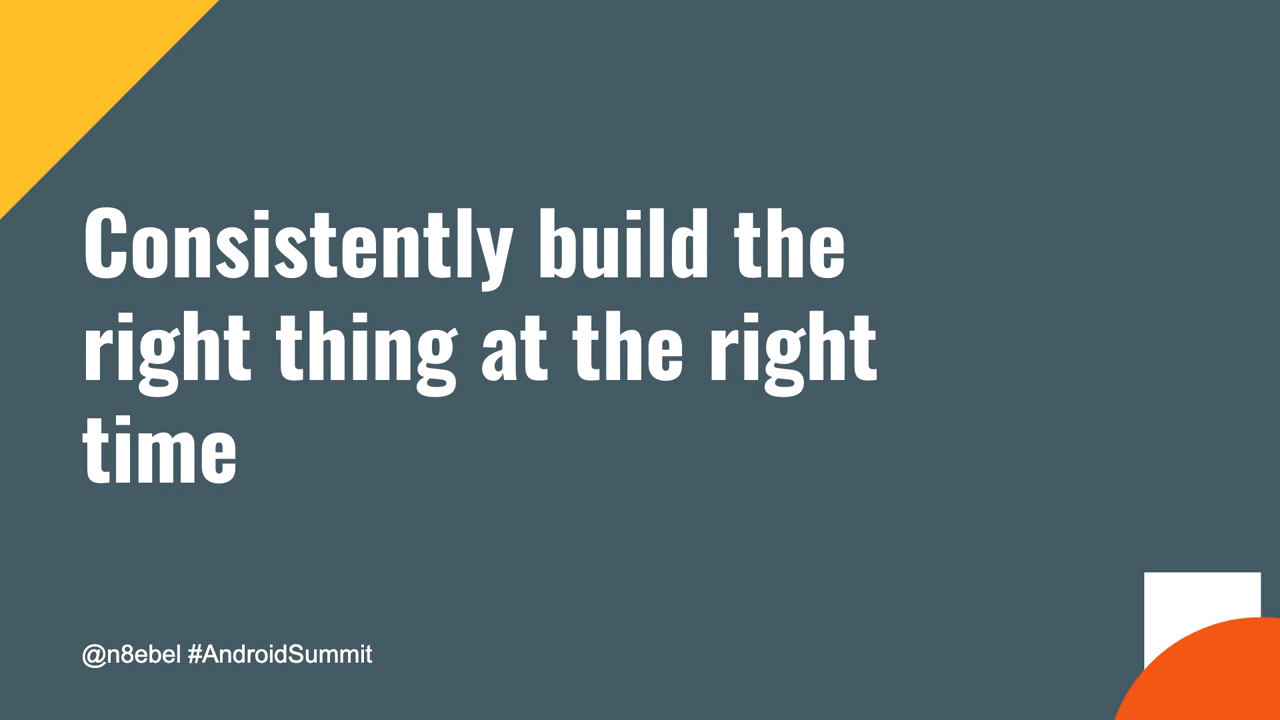 Consistently build the
right thing at the right
time
@n8ebel #AndroidSummit